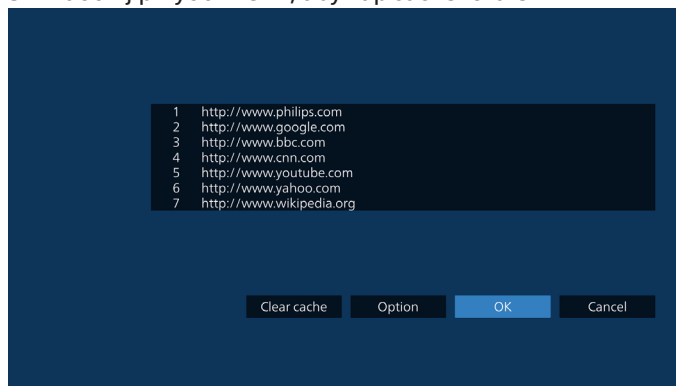 1 http://www.philips.com
2 http://www.google.com
3 http://www.bbc.com
4 http://www.cnn.com
5 http://www.youtube.com
6 http://www.yahoo.com
7 http://www.wikipedia.org
Clear cache Option OK Cancel